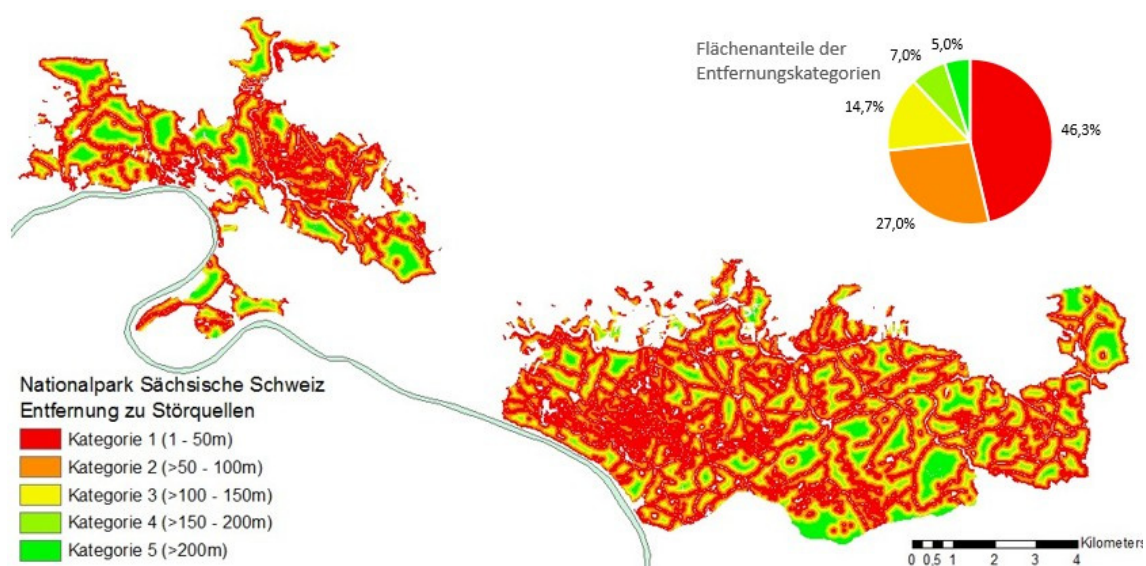 Flächenanteile der
Entfernungskategorien
5,0%
7,0%
14,7%
46,3%
27,0%
Nationalpark Sächsische Schweiz
Entfernung zu Störquellen
Kategorie 1 (1 - 50m)
Kategorie 2 (>50 - 100m)
Kategorie 3 (>100 - 150m)
Kategorie 4 (>150 - 200m)
Kategorie 5 (>200m)
Kilometers
0 0,5 1 2 3 4